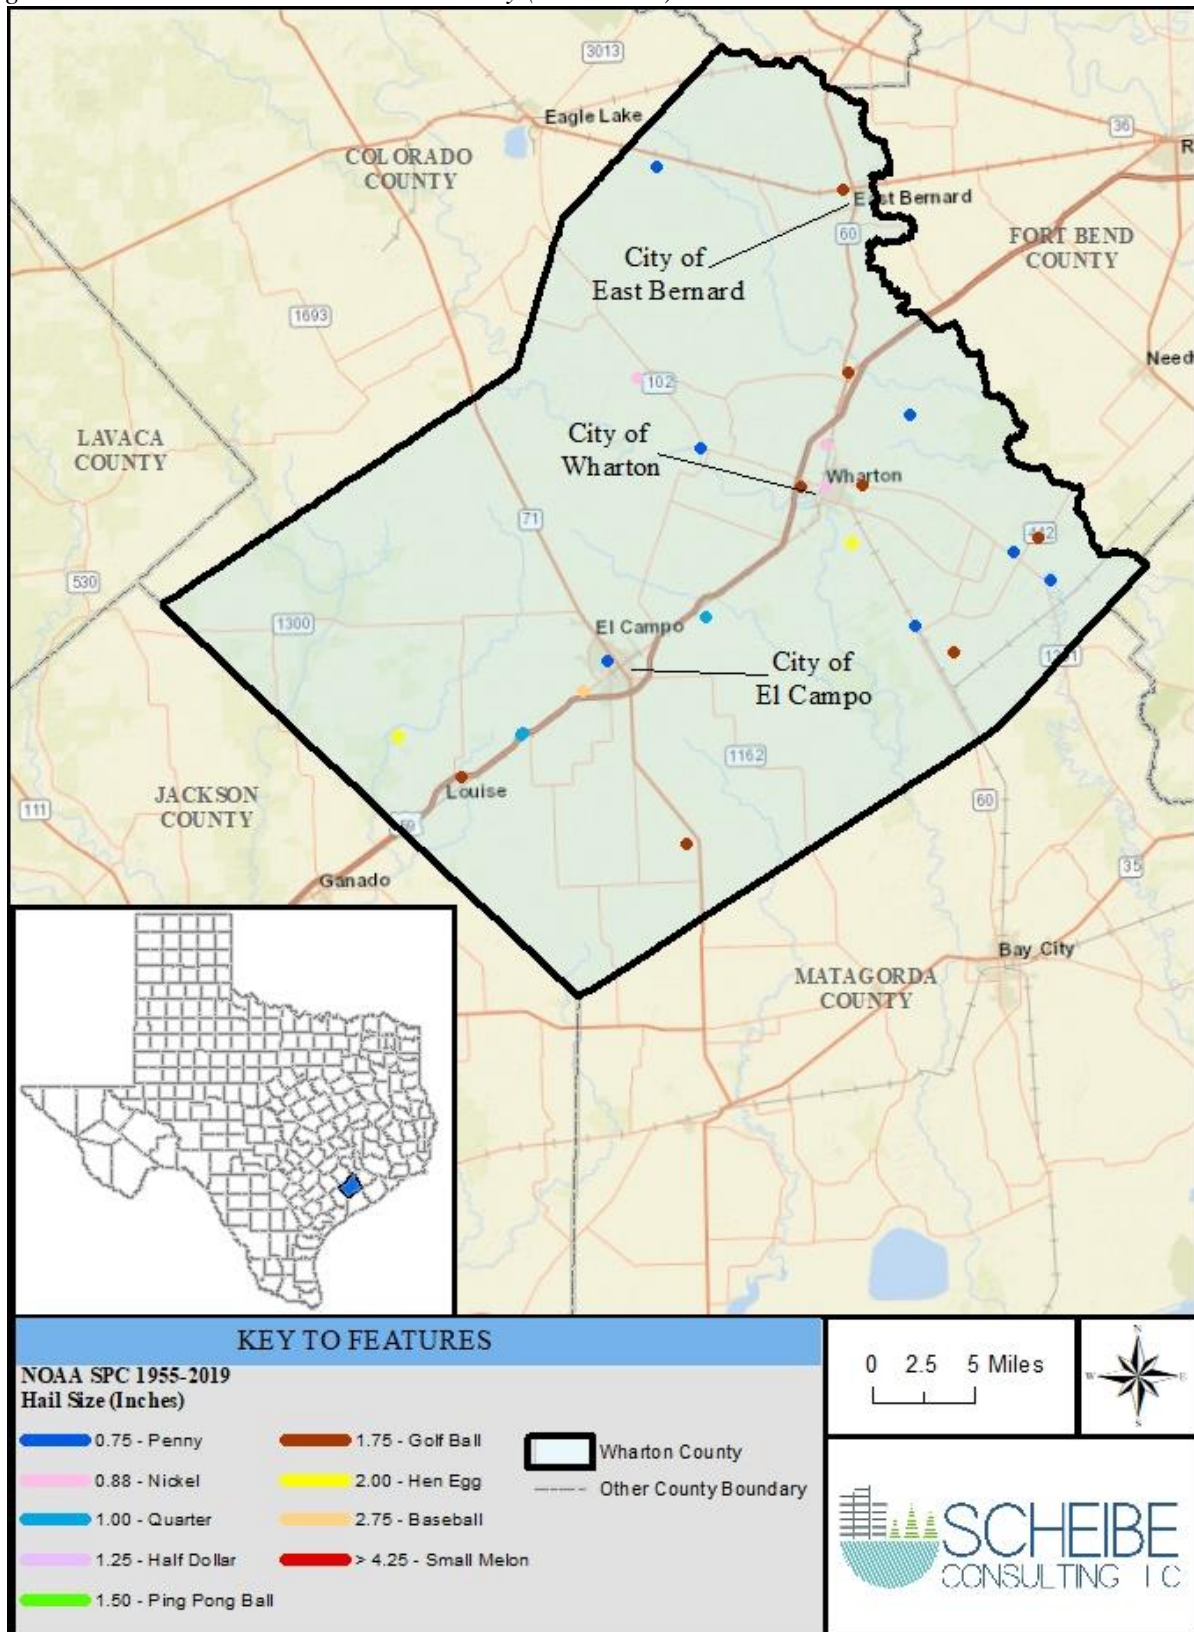 3013
Eagle Lake
36
COLORADO
COUNTY
East Bernard
60
FORT BEND
COUNTY
City of
East Bernard
1693
102
Need
LAVACA
COUNTY
City of
Wharton
Wharton
71
442
530
1300
El Campo
City of
El Campo
1162
JACKSON
COUNTY
Louise
111
60
59
35
Ganado
Bay City
MATAGORDA
COUNTY
KEY TO FEATURES
NOAA SPC 1955-2019
Hail Size (Inches)
0.75 - Penny
0.88 - Nickel
1.00 - Quarter
1.25 - Half Dollar
1.50 - Ping Pong Ball
1.75 - Golf Ball
2.00 - Hen Egg
2.75 - Baseball
> 4.25 - Small Melon
Wharton County
Other County Boundary
0 2.5 5 Miles
N
W E
S
SCHEIBE
CONSULTING